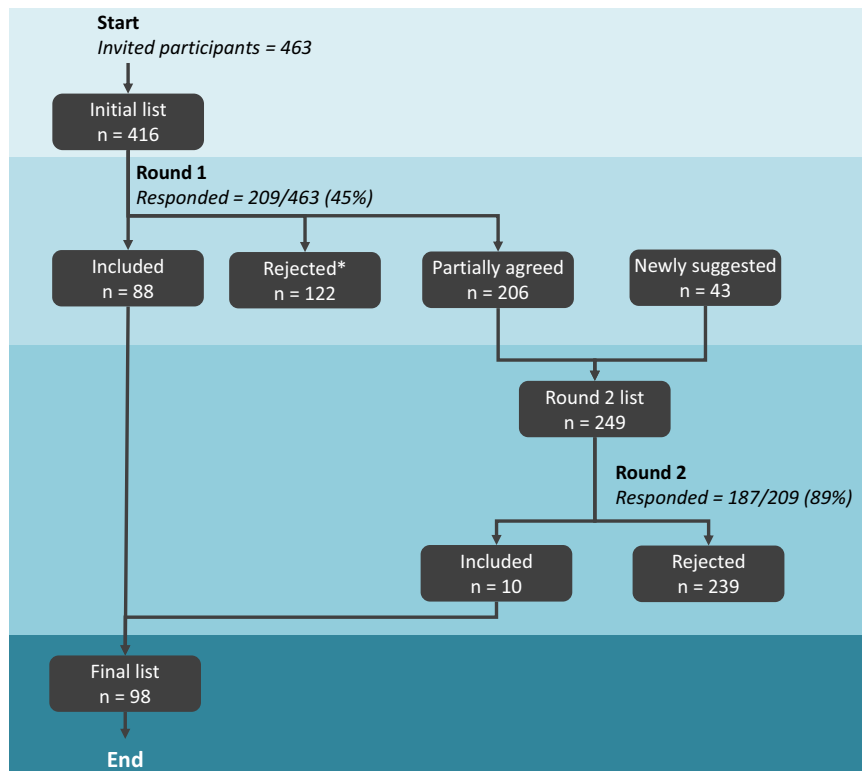 Start
Invited participants = 463
Initial list
n = 416
Round 1
Responded = 209/463 (45%)
Included
n = 88
Rejected*
n = 122
Partially agreed
n = 206
Newly suggested
n = 43
Round 2 list
n = 249
Round 2
Responded = 187/209 (89%)
Included
n = 10
Rejected
n = 239
Final list
n = 98
End